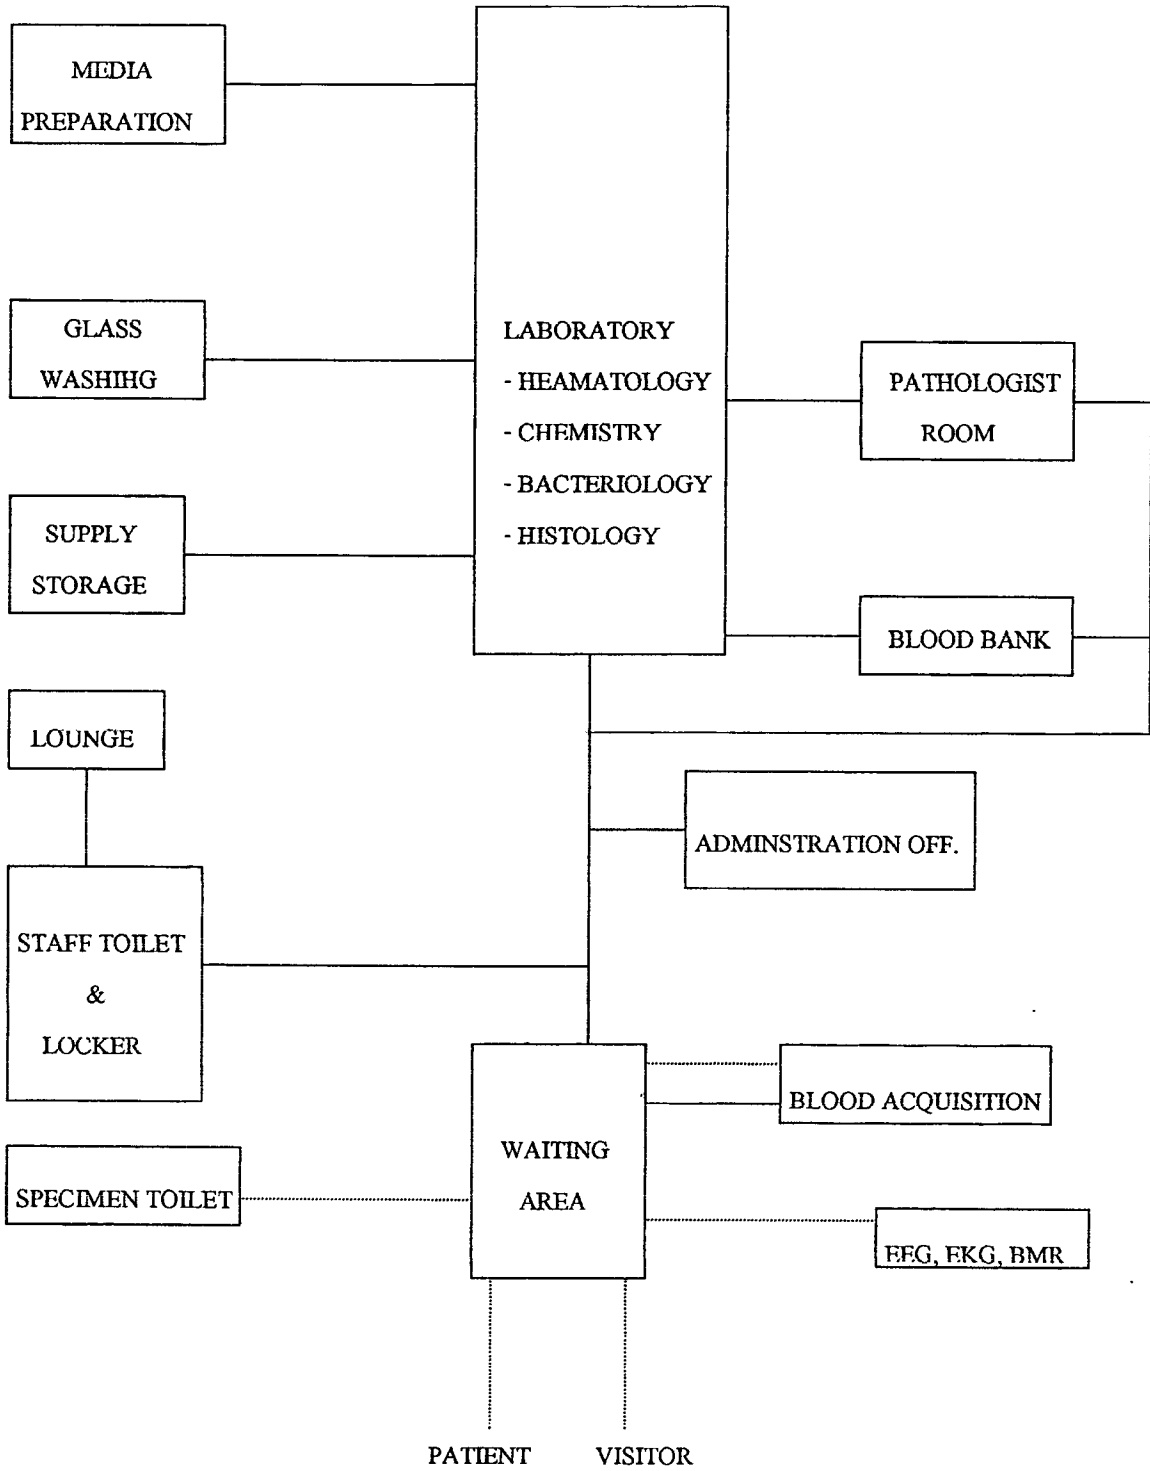 MEDIA
PREPARATION
GLASS
WASHIHG
SUPPLY
STORAGE
LABORATORY
- HEAMATOLOGY
- CHEMISTRY
- BACTERIOLOGY
- HISTOLOGY
PATHOLOGIST
ROOM
BLOOD BANK
LOUNGE
ADMINSTRATION OFF.
STAFF TOILET
&
LOCKER
WAITING
AREA
BLOOD ACQUISITION
SPECIMEN TOILET
EEG, EKG, BMR
PATIENT
VISITOR